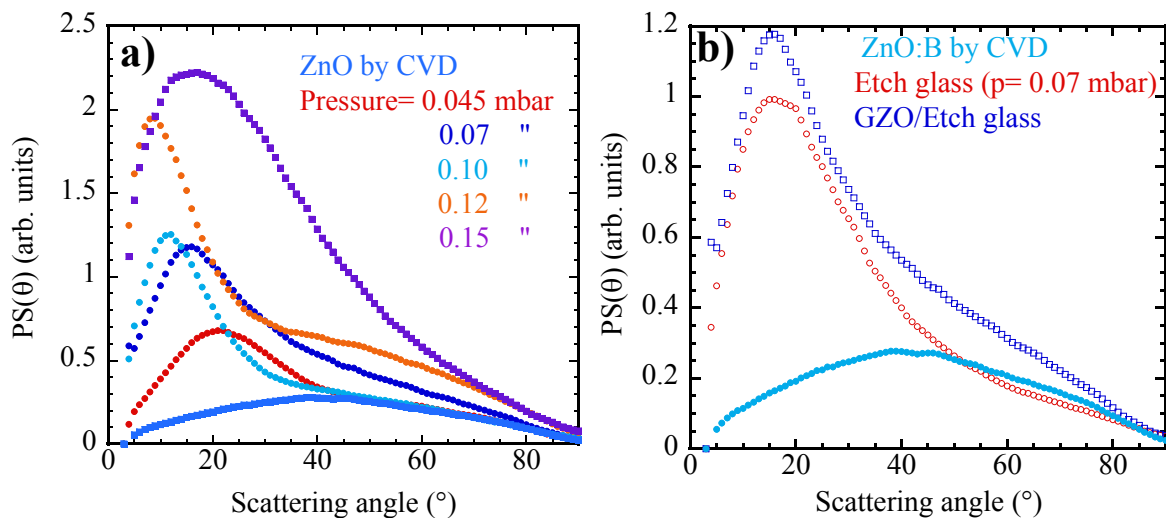 a)
ZnO by CVD
Pressure= 0.045 mbar
0.07 "
0.10 "
0.12 "
0.15 "
PS(θ) (arb. units)
2.5
2
1.5
1
0.5
0
0 20 40 60 80
Scattering angle (°)
b)
ZnO:B by CVD
Etch glass (p= 0.07 mbar)
GZO/Etch glass
PS(θ) (arb. units)
1.2
1
0.8
0.6
0.4
0.2
0
0 20 40 60 80
Scattering angle (°)